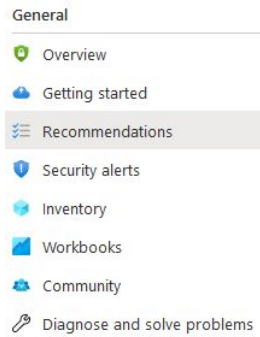 General
Overview
Getting started
Recommendations
Security alerts
Inventory
Workbooks
Community
Diagnose and solve problems